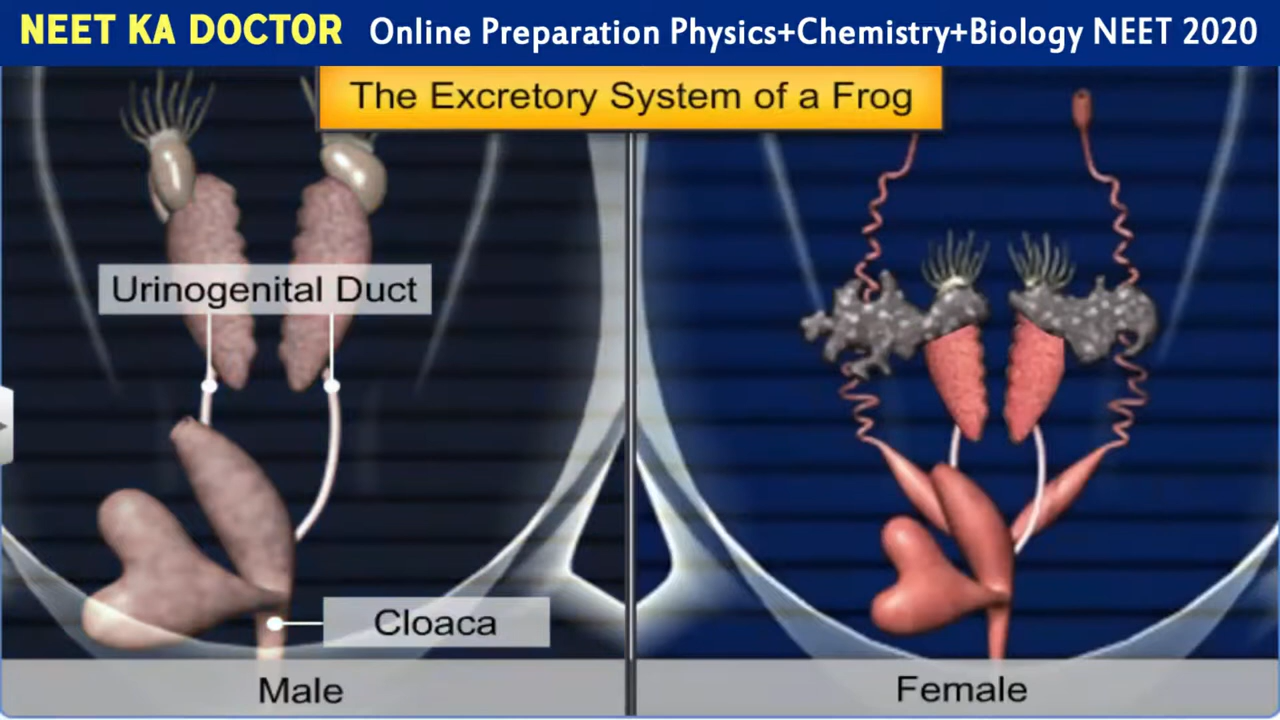 NEET KA DOCTOR Online Preparation Physics+Chemistry+Biology NEET 2020
The Excretory System of a Frog
Urinogenital Duct
Cloaca
Male
Female